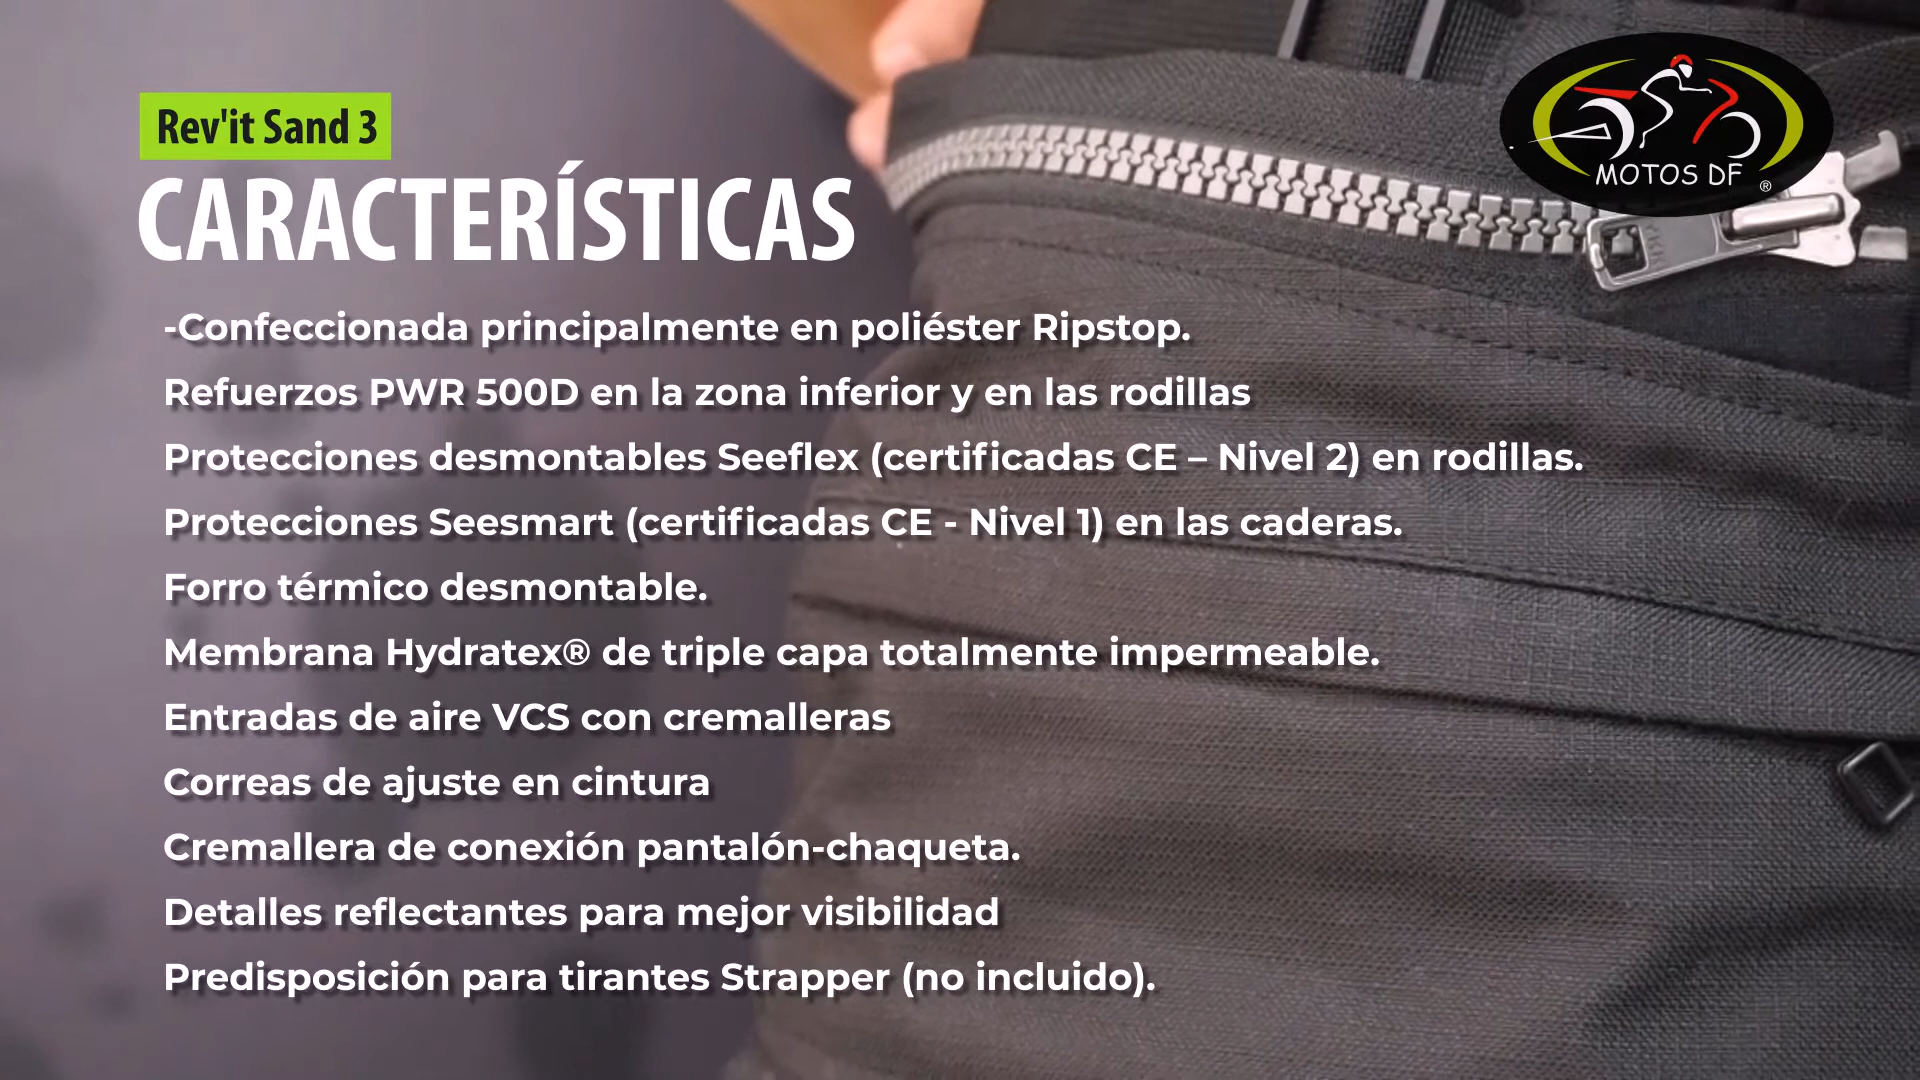 Rev'it Sand 3
CARACTERÍSTICAS
MOTOS DF ®
-Confeccionada principalmente en poliéster Ripstop.
Refuerzos PWR 500D en la zona inferior y en las rodillas
Protecciones desmontables Seeflex (certificadas CE – Nivel 2) en rodillas.
Protecciones Seesmart (certificadas CE - Nivel 1) en las caderas.
Forro térmico desmontable.
Membrana Hydratex® de triple capa totalmente impermeable.
Entradas de aire VCS con cremalleras
Correas de ajuste en cintura
Cremallera de conexión pantalón-chaqueta.
Detalles reflectantes para mejor visibilidad
Predisposición para tirantes Strapper (no incluido).